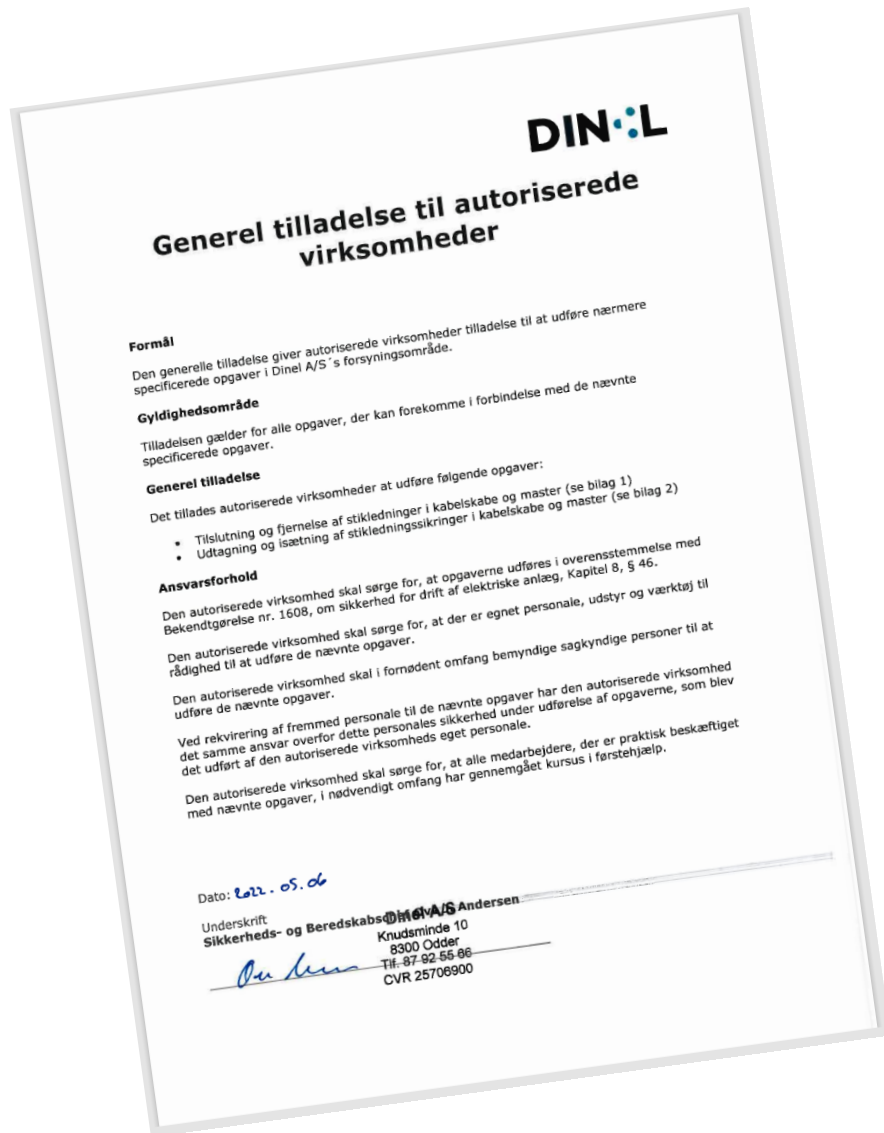 DINEL
Generel tilladelse til autoriserede
virksomheder
Formål
Den generelle tilladelse giver autoriserede virksomheder tilladelse til at udføre nærmere
specificerede opgaver i Dinel A/S´s forsyningsområde.
Gyldighedsområde
Tilladelsen gælder for alle opgaver, der kan forekomme i forbindelse med de nævnte
specificerede opgaver.
Generel tilladelse
Det tillades autoriserede virksomheder at udføre følgende opgaver:
• Tilslutning og fjernelse af stikledninger i kabelskabe og master (se bilag 1)
• Udtagning og isætning af stikledningssikringer i kabelskabe og master (se bilag 2)
Ansvarsforhold
Den autoriserede virksomhed skal sørge for, at opgaverne udføres i overensstemmelse med
Bekendtgørelse nr. 1608, om sikkerhed for drift af elektriske anlæg, Kapitel 8, § 46.
Den autoriserede virksomhed skal sørge for, at der er egnet personale, udstyr og værktøj til
rådighed til at udføre de nævnte opgaver.
Den autoriserede virksomhed skal i fornødent omfang bemyndige sagkyndige personer til at
udføre de nævnte opgaver.
Ved rekvirering af fremmed personale til de nævnte opgaver har den autoriserede virksomhed
det samme ansvar overfor dette personales sikkerhed under udførelse af opgaverne, som blev
det udført af den autoriserede virksomheds eget personale.
Den autoriserede virksomhed skal sørge for, at alle medarbejdere, der er praktisk beskæftiget
med nævnte opgaver, i nødvendigt omfang har gennemgået kursus i førstehjælp.
Dato: 2022.05.06
Underskrift
Sikkerheds- og Beredskabschef Andersen
Dinel A/S
Knudsminde 10
8300 Odder
Tlf. 87 92 55 66
CVR 25706900